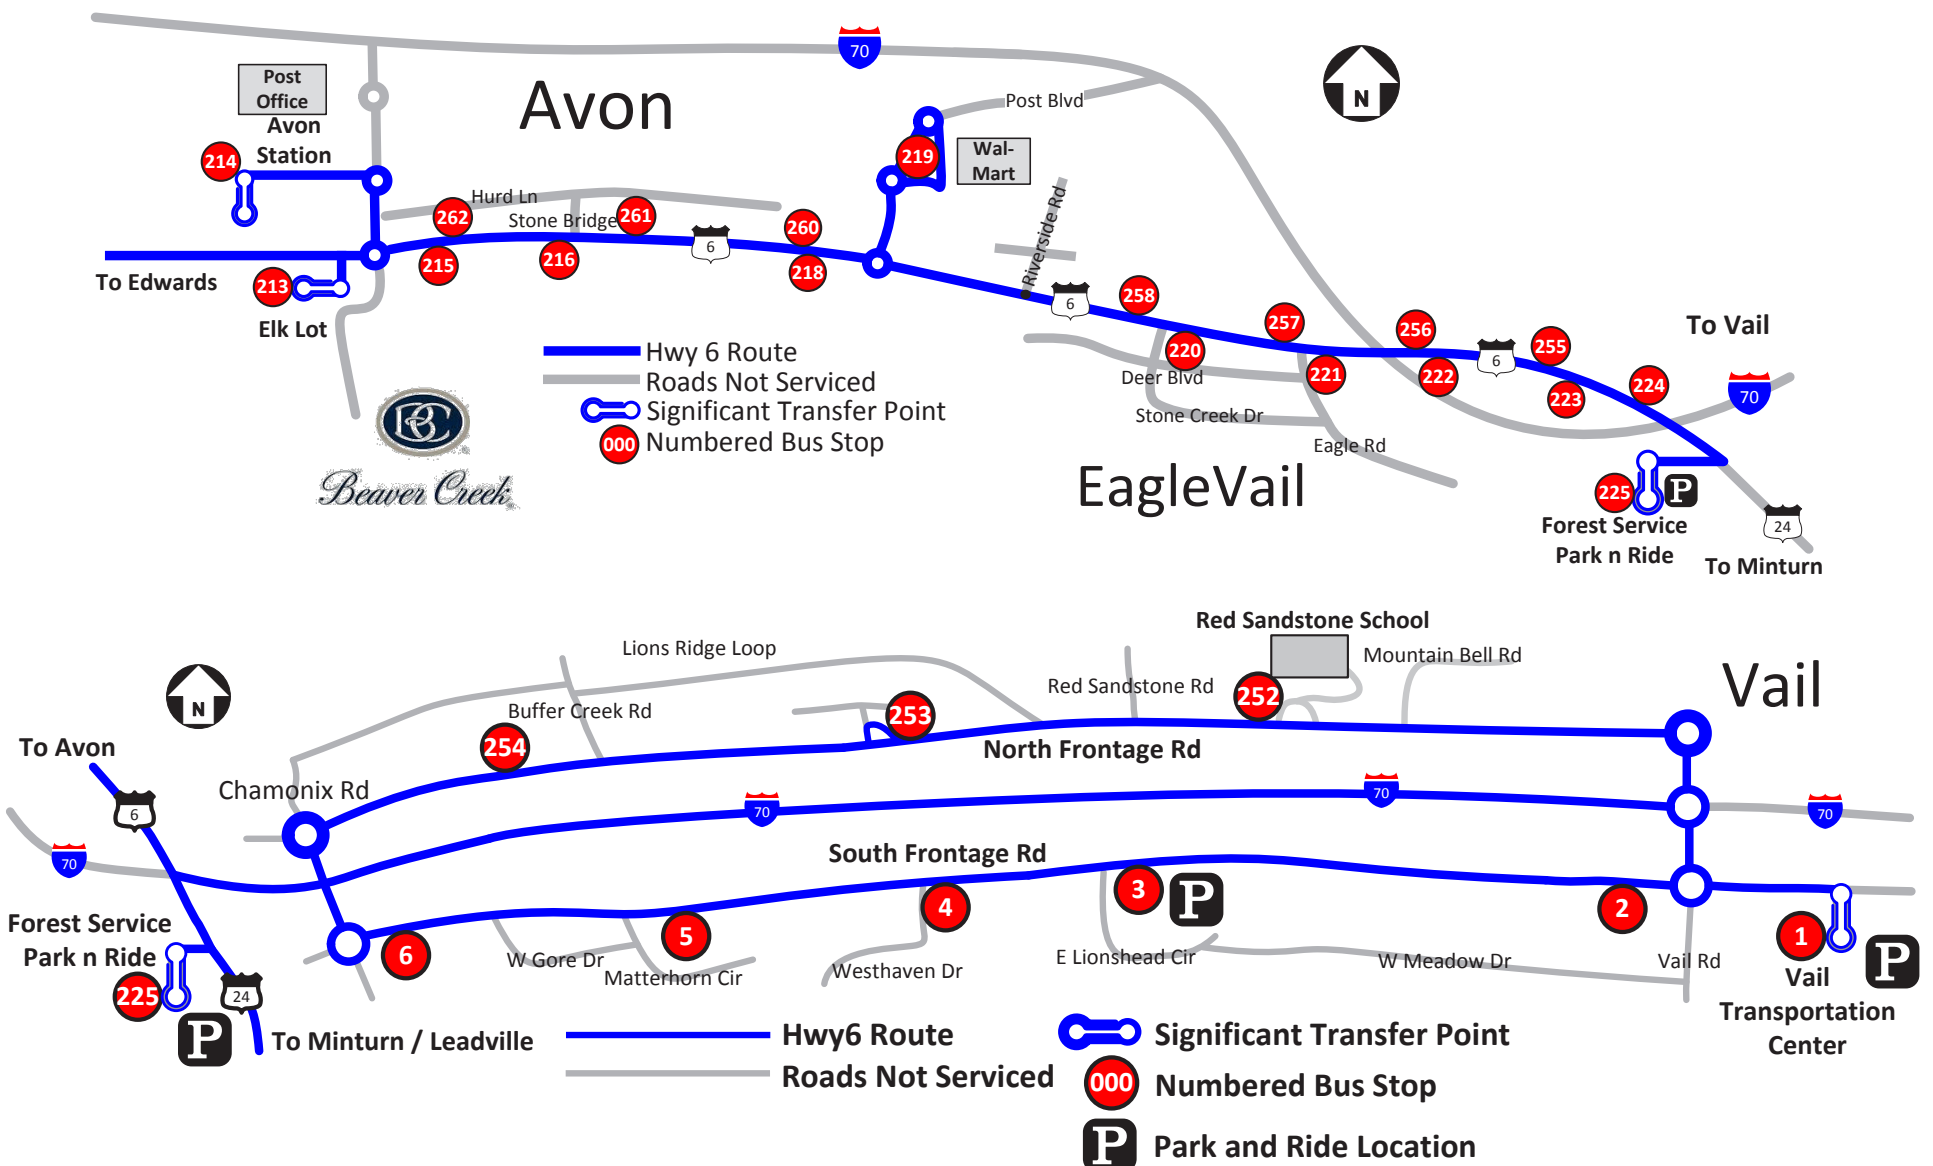 70
Post
Office
Avon
N
Post Blvd
Avon
Station
214
219
Wal-
Mart
Hurd Ln
262
Stone Bridge
261
260
6
Riverside Rd
215
216
218
To Edwards
213
Elk Lot
258
6
257
256
255
To Vail
6
220
221
222
223
224
70
Deer Blvd
Stone Creek Dr
Eagle Rd
Hwy 6 Route
Roads Not Serviced
Significant Transfer Point
000
Numbered Bus Stop
BC
Beaver Creek
EagleVail
225
P
Forest Service
Park n Ride
24
To Minturn
Red Sandstone School
Lions Ridge Loop
Mountain Bell Rd
Vail
N
Red Sandstone Rd
252
Buffer Creek Rd
253
254
North Frontage Rd
To Avon
6
Chamonix Rd
70
70
70
70
South Frontage Rd
3
P
4
2
5
6
1
P
Forest Service
Park n Ride
225
24
P
W Gore Dr
Matterhorn Cir
Westhaven Dr
E Lionshead Cir
W Meadow Dr
Vail Rd
Vail
Transportation
Center
To Minturn / Leadville
Hwy6 Route
Roads Not Serviced
Significant Transfer Point
000
Numbered Bus Stop
P
Park and Ride Location